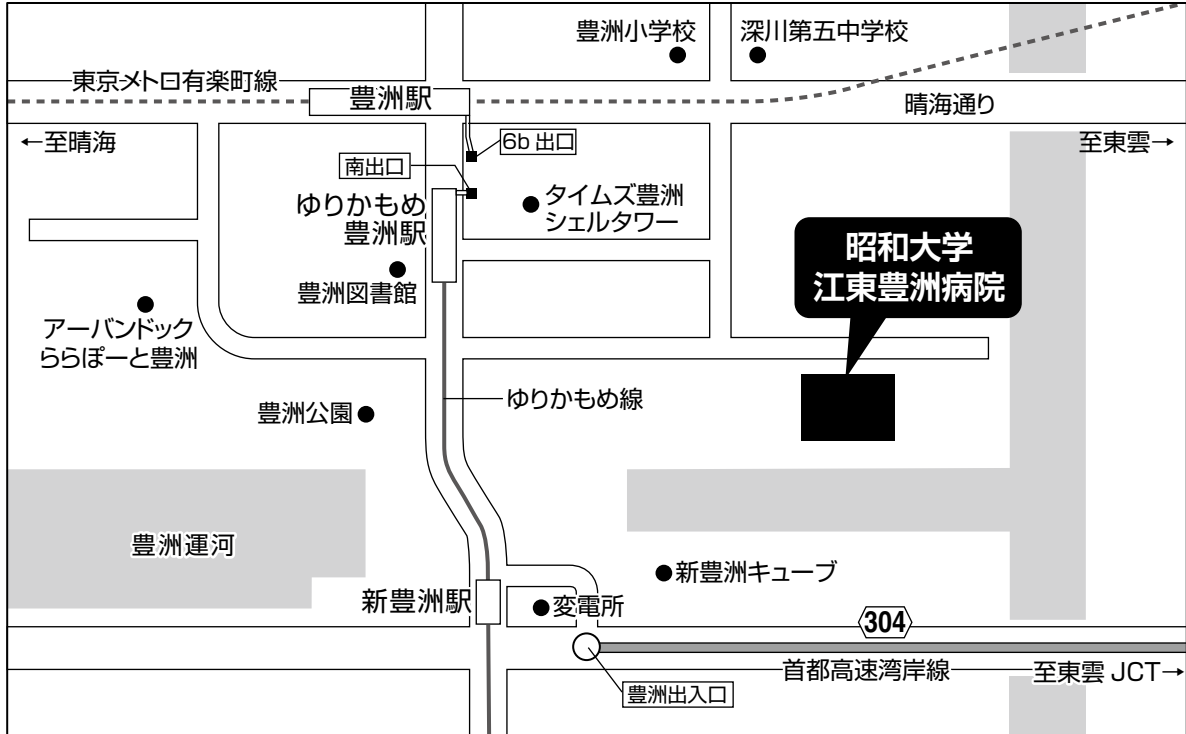 豊洲小学校
深川第五中学校
東京メトロ有楽町線
豊洲駅
晴海通り
←至晴海
6b 出口
至東雲→
南出口
ゆりかもめ
豊洲駅
タイムズ豊洲
シェルタワー
昭和大学
江東豊洲病院
豊洲図書館
アーバンドック
ららぽーと豊洲
ゆりかもめ線
豊洲公園
豊洲運河
新豊洲キューブ
新豊洲駅
変電所
304
首都高速湾岸線
至東雲 JCT→
豊洲出入口